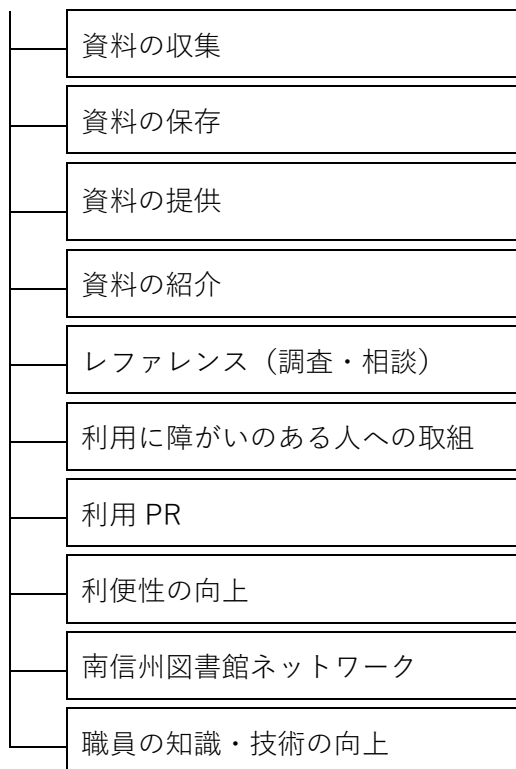 資料の収集
資料の保存
資料の提供
資料の紹介
レファレンス（調査・相談）
利用に障がいのある人への取組
利用 PR
利便性の向上
南信州図書館ネットワーク
職員の知識・技術の向上